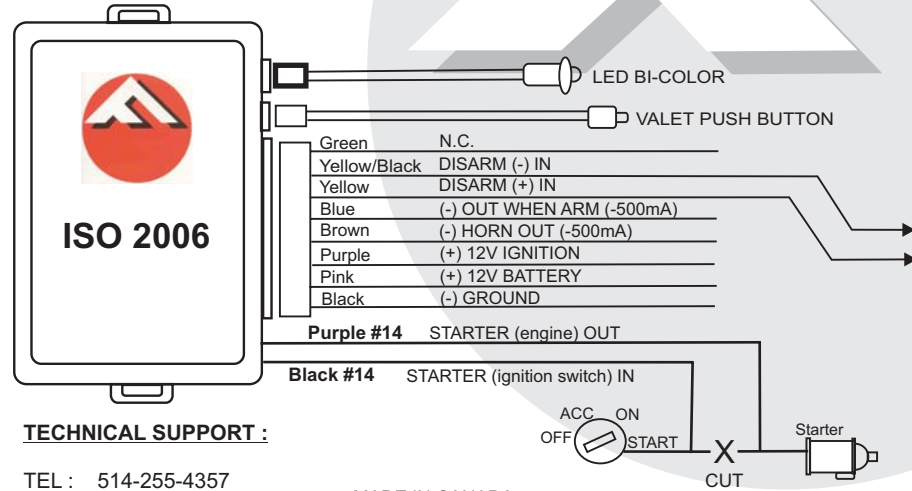 LED BI-COLOR
VALET PUSH BUTTON
Green N.C.
Yellow/Black DISARM (-) IN
Yellow DISARM (+) IN
Blue (-) OUT WHEN ARM (-500mA)
Brown (-) HORN OUT (-500mA)
Purple (+) 12V IGNITION
Pink (+) 12V BATTERY
Black (-) GROUND
ISO 2006
Purple #14 STARTER (engine) OUT
Black #14 STARTER (ignition switch) IN
ACC ON
OFF START
Starter
X
CUT
TECHNICAL SUPPORT :
TEL : 514-255-4357